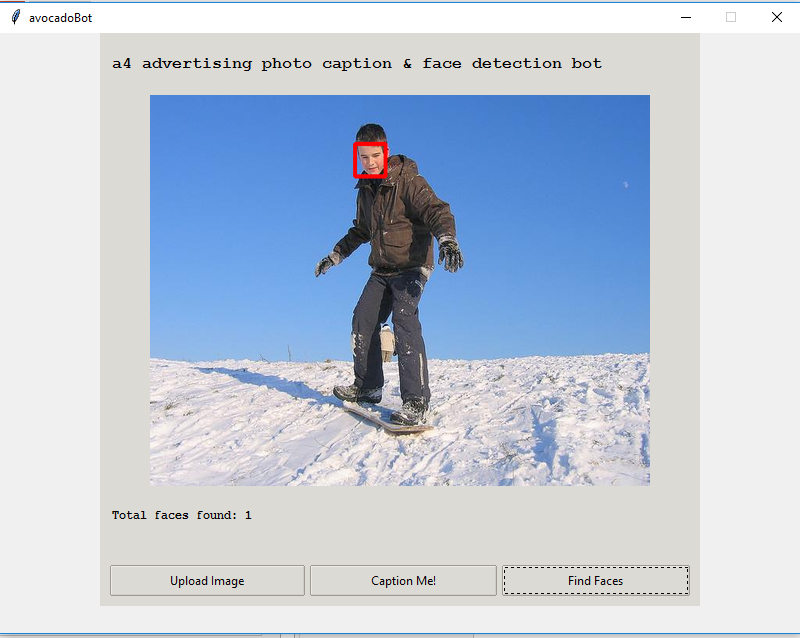 avocadoBot
a4 advertising photo caption & face detection bot
Total faces found: 1
Upload Image
Caption Me!
Find Faces